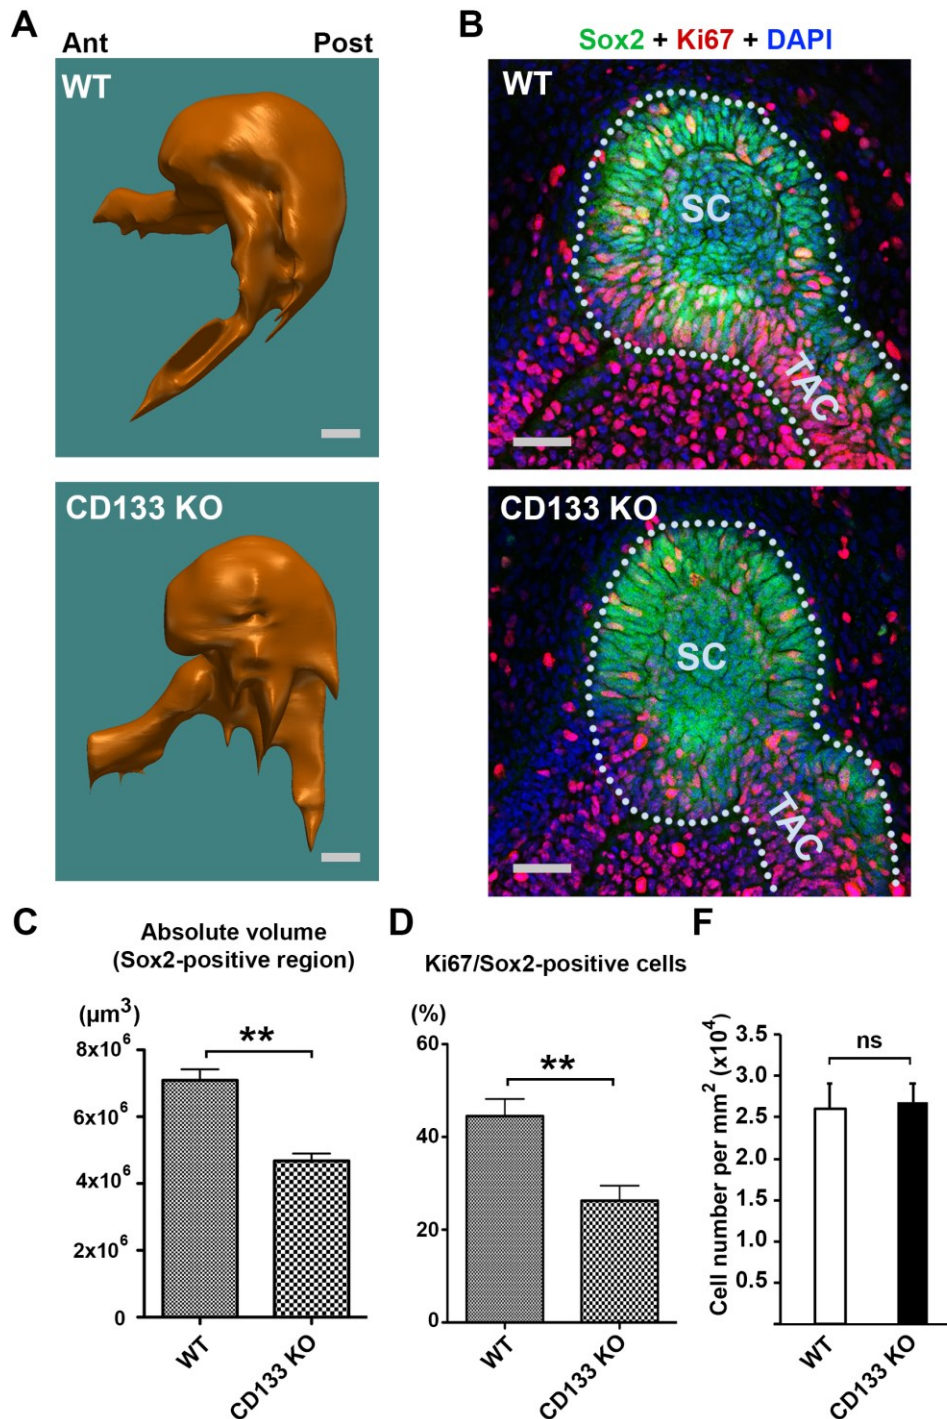 A
Ant Post
WT
CD133 KO
B
Sox2 + Ki67 + DAPI
WT
SC
TAC
CD133 KO
SC
TAC
C
Absolute volume
(Sox2-positive region)
(µm³)
**
8x10⁶
6x10⁶
4x10⁶
2x10⁶
0
WT
CD133 KO
D
Ki67/Sox2-positive cells
(%)
**
60
40
20
0
WT
CD133 KO
F
Cell number per mm² (x10⁴)
ns
3.5
3.0
2.5
2.0
1.5
1.0
0.5
WT
CD133 KO